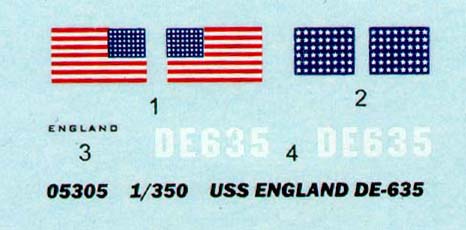 1 2
ENGLAND DE635 DE635
3 4
05305 1/350 USS ENGLAND DE-635